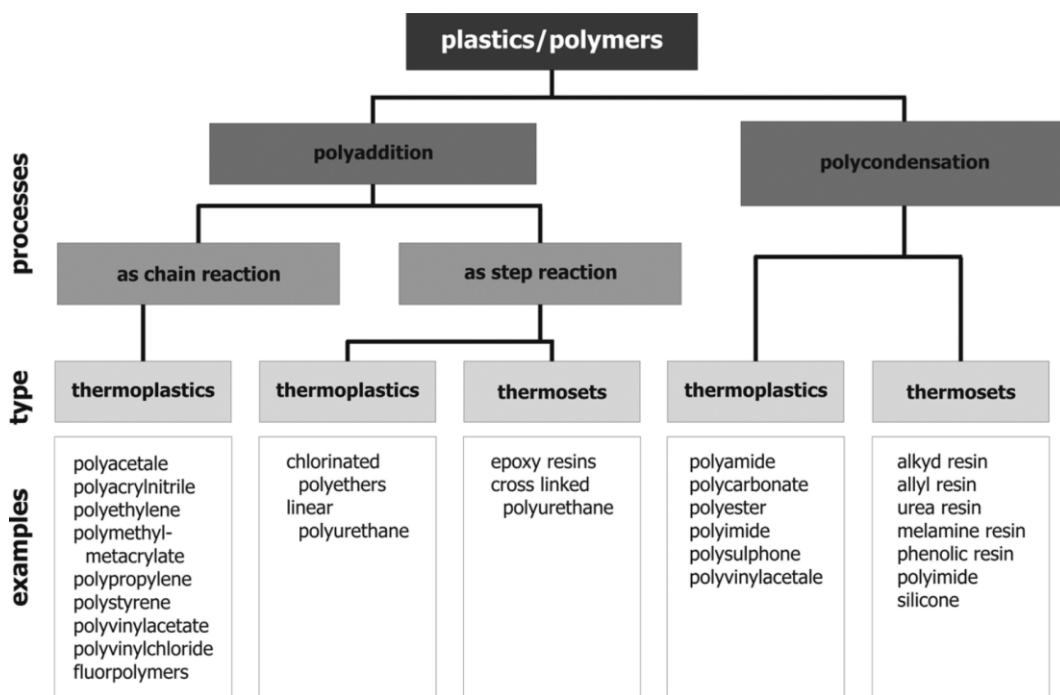 plastics/polymers
processes
polyaddition
polycondensation
as chain reaction
as step reaction
type
thermoplastics
thermoplastics
thermosets
thermoplastics
thermosets
examples
polyacetale
polyacrylnitrile
polyethylene
polymethyl-
metacrylate
polypropylene
polystyrene
polyvinylacetate
polyvinylchloride
fluorpolymers
chlorinated
polyethers
linear
polyurethane
epoxy resins
cross linked
polyurethane
polyamide
polycarbonate
polyester
polyimide
polysulphone
polyvinylacetale
alkyd resin
allyl resin
urea resin
melamine resin
phenolic resin
polyimide
silicone